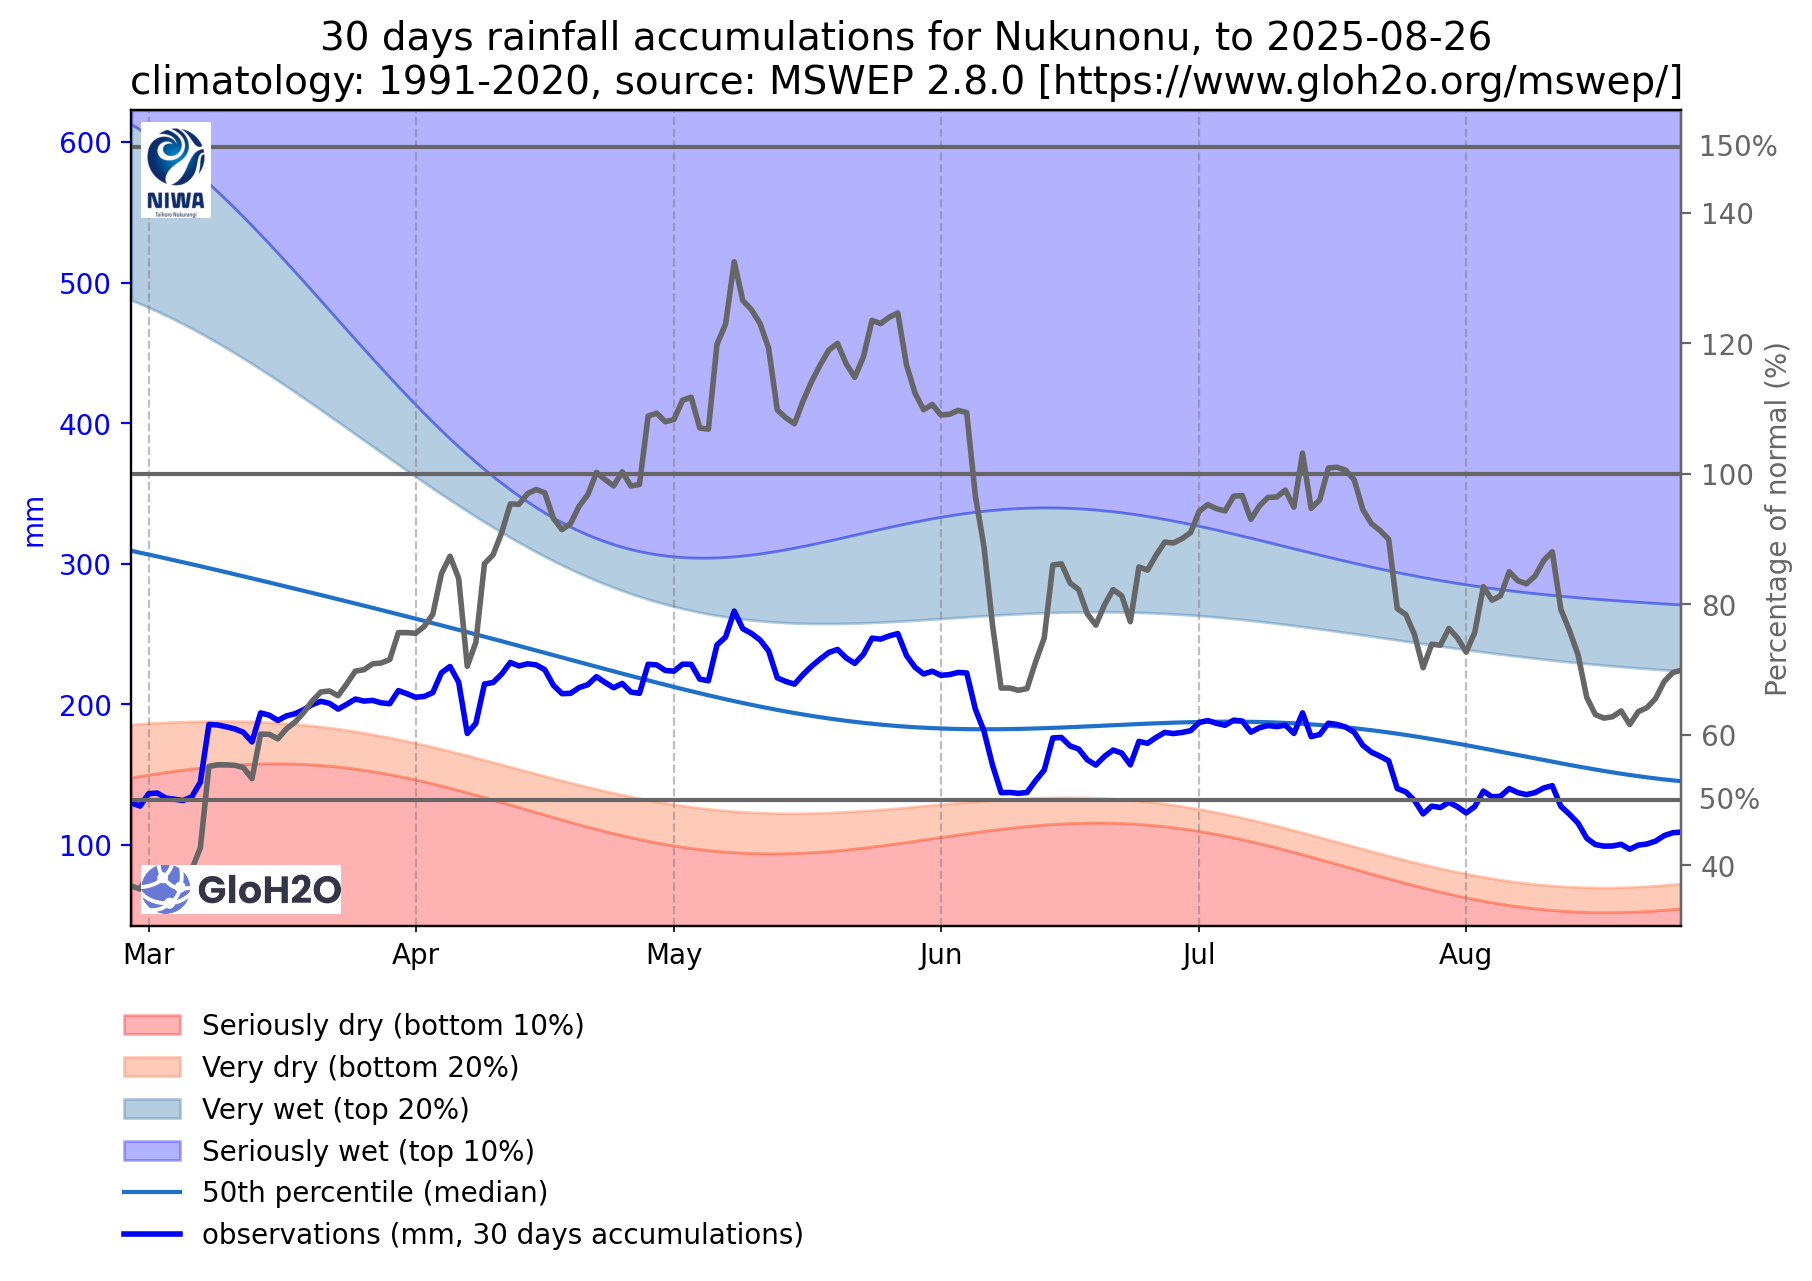 30 days rainfall accumulations for Nukunonu, to 2025-08-26
climatology: 1991-2020, source: MSWEP 2.8.0 [https://www.gloh2o.org/mswep/]
600
500
400
300
200
100
mm
150%
140
120
100
80
60
50%
40
Percentage of normal (%)
NIWA
Taihoro Nukurangi
GloH2O
Mar
Apr
May
Jun
Jul
Aug
Seriously dry (bottom 10%)
Very dry (bottom 20%)
Very wet (top 20%)
Seriously wet (top 10%)
50th percentile (median)
observations (mm, 30 days accumulations)